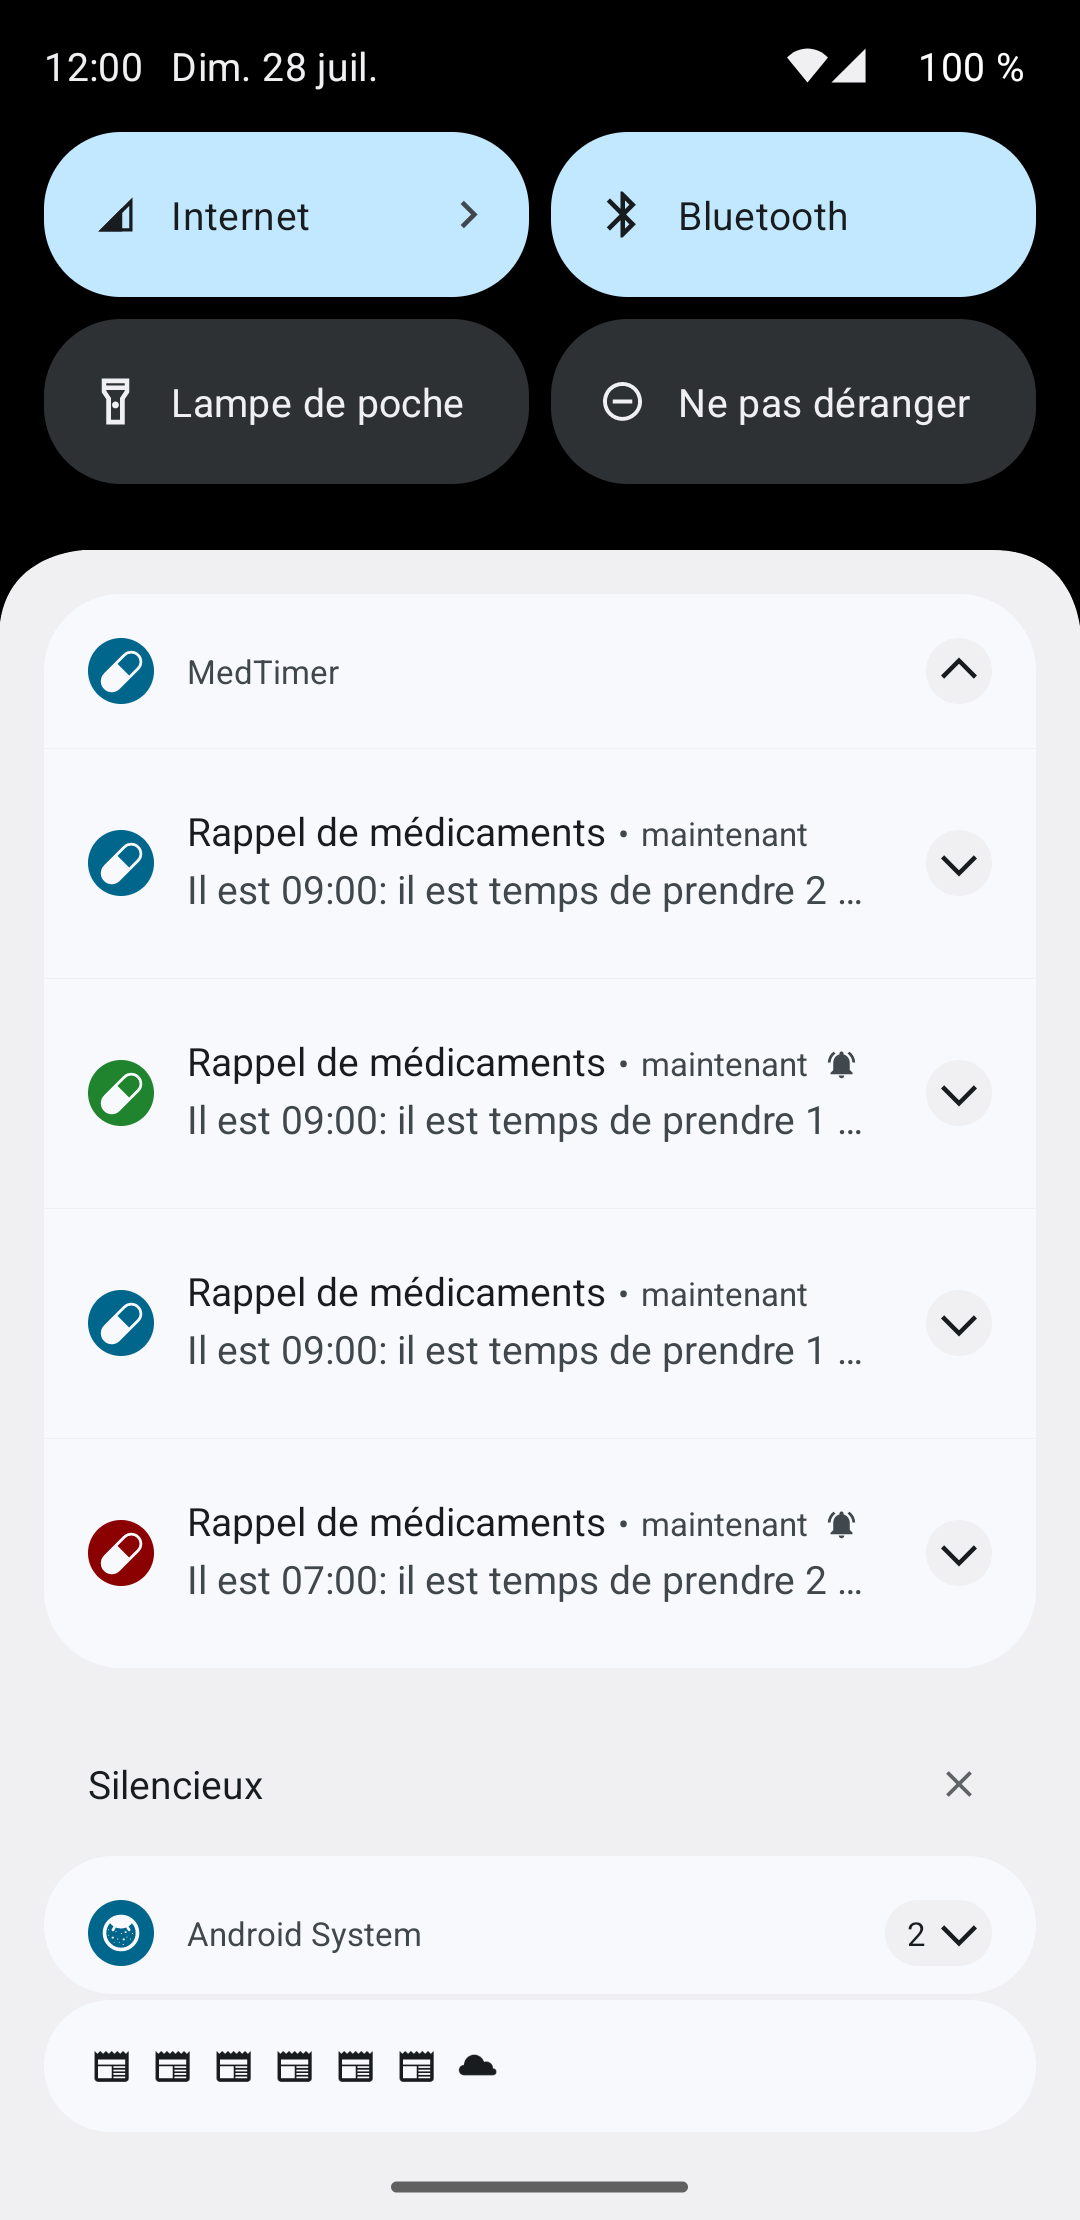 12:00 Dim. 28 juil. 100 %
Internet
Bluetooth
Lampe de poche
Ne pas déranger
MedTimer
Rappel de médicaments • maintenant
Il est 09:00: il est temps de prendre 2 …
Rappel de médicaments • maintenant
Il est 09:00: il est temps de prendre 1 …
Rappel de médicaments • maintenant
Il est 09:00: il est temps de prendre 1 …
Rappel de médicaments • maintenant
Il est 07:00: il est temps de prendre 2 …
Silencieux
Android System 2